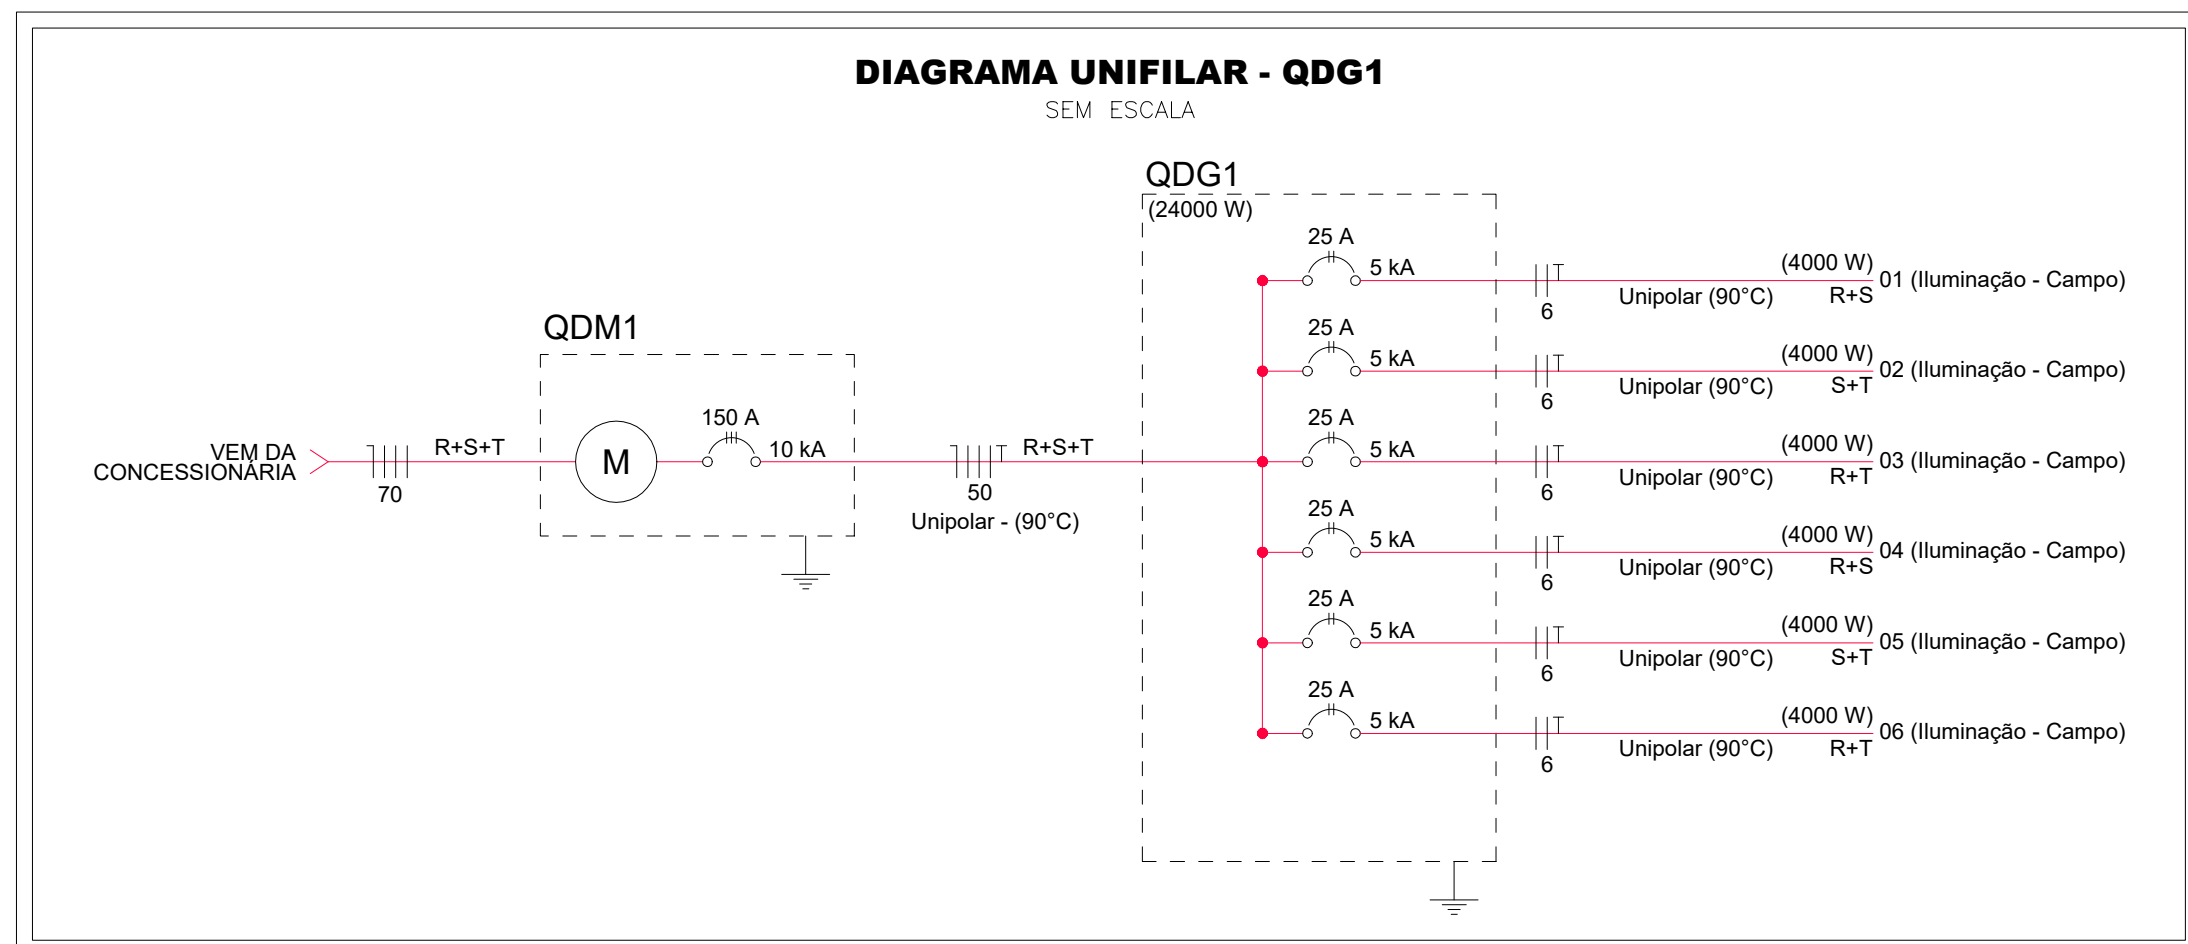 DIAGRAMA UNIFILAR - QDG1
SEM ESCALA
QDG1
(24000 W)
QDM1
VEM DA
CONCESSIONÁRIA
70
R+S+T
M
150 A
10 kA
50
R+S+T
Unipolar - (90°C)
25 A
5 kA
6
Unipolar (90°C)
(4000 W)
R+S
01 (Iluminação - Campo)
25 A
5 kA
6
Unipolar (90°C)
(4000 W)
S+T
02 (Iluminação - Campo)
25 A
5 kA
6
Unipolar (90°C)
(4000 W)
R+T
03 (Iluminação - Campo)
25 A
5 kA
6
Unipolar (90°C)
(4000 W)
R+S
04 (Iluminação - Campo)
25 A
5 kA
6
Unipolar (90°C)
(4000 W)
S+T
05 (Iluminação - Campo)
25 A
5 kA
6
Unipolar (90°C)
(4000 W)
R+T
06 (Iluminação - Campo)